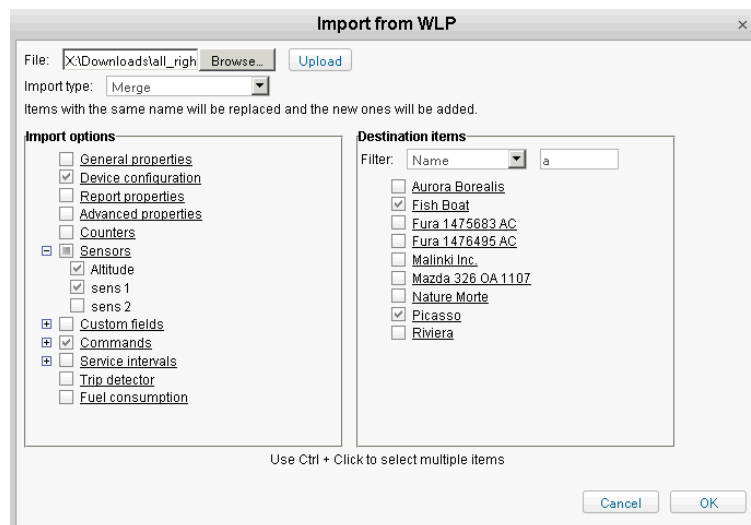 Import from WLP ×
File: X:\Downloads\all_righ Browse... Upload
Import type: Merge
Items with the same name will be replaced and the new ones will be added.
Import options
General properties
Device configuration
Report properties
Advanced properties
Counters
Sensors
Altitude
sens 1
sens 2
Custom fields
Commands
Service intervals
Trip detector
Fuel consumption
Destination items
Filter: Name a
Aurora Borealis
Fish Boat
Fura 1475683 AC
Fura 1476495 AC
Malinki Inc.
Mazda 326 OA 1107
Nature Morte
Picasso
Riviera
Use Ctrl + Click to select multiple items
Cancel OK